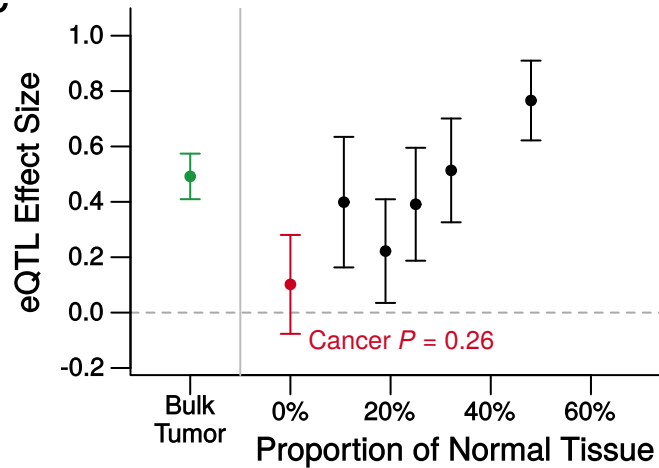 eQTL Effect Size
1.0
0.8
0.6
0.4
0.2
0.0
-0.2
Cancer P = 0.26
Bulk
Tumor
0%
20%
40%
60%
Proportion of Normal Tissue